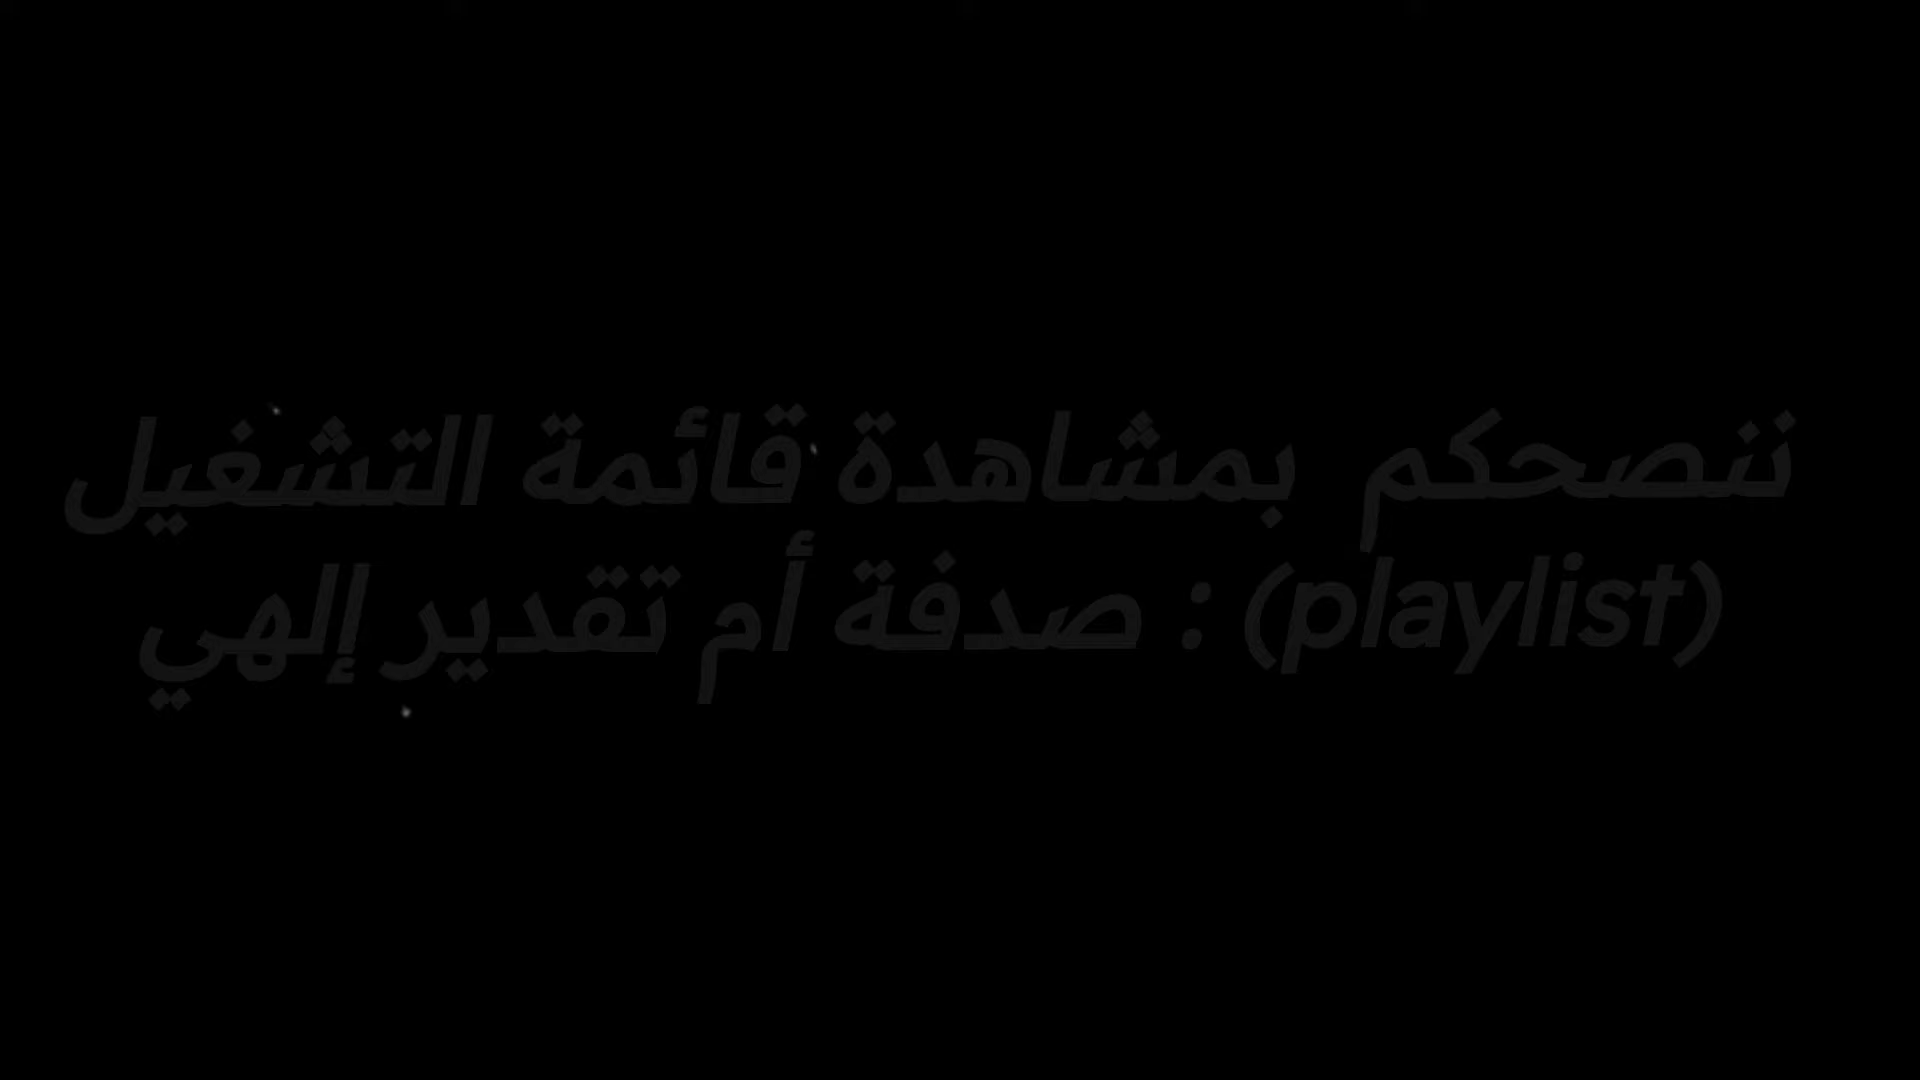 ننصحكم بمشاهدة قائمة التشغيل
(playlist) : صدفة أم تقدير إلهي